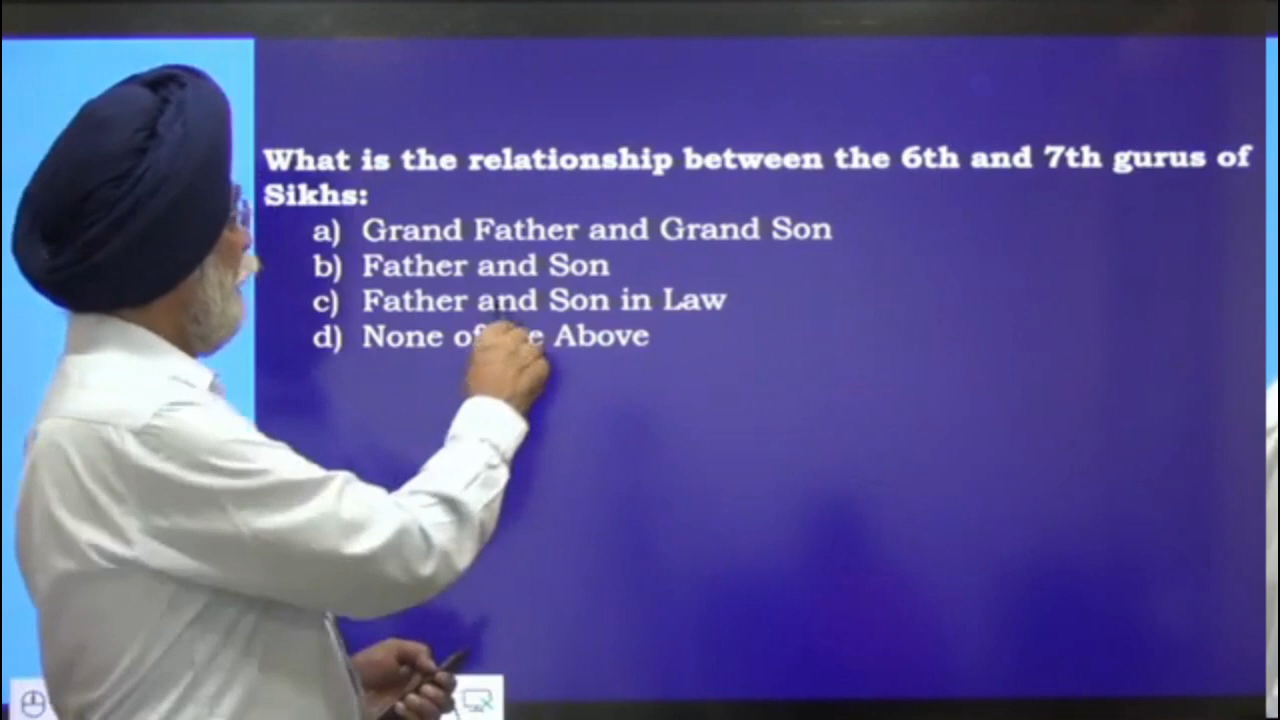 What is the relationship between the 6th and 7th gurus of
Sikhs:
a) Grand Father and Grand Son
b) Father and Son
c) Father and Son in Law
d) None of Above